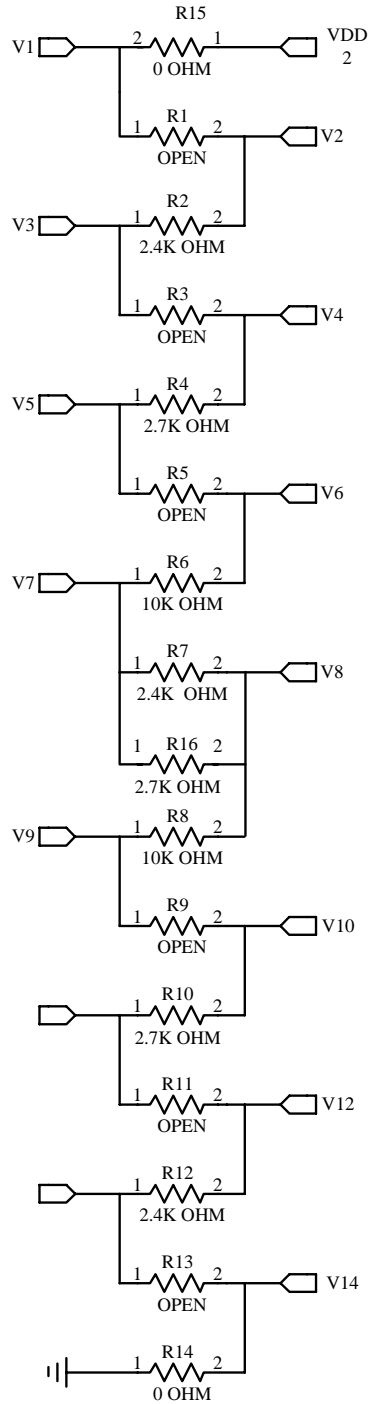 R15
V1 2 1 VDD
0 OHM 2
R1
1 2 V2
OPEN
R2
V3 1 2
2.4K OHM
R3
1 2 V4
OPEN
R4
V5 1 2
2.7K OHM
R5
1 2 V6
OPEN
R6
V7 1 2
10K OHM
R7
1 2 V8
2.4K OHM
R16
1 2
2.7K OHM
R8
V9 1 2
10K OHM
R9
1 2 V10
OPEN
R10
1 2
2.7K OHM
R11
1 2 V12
OPEN
R12
1 2
2.4K OHM
R13
1 2 V14
OPEN
R14
1 2
0 OHM